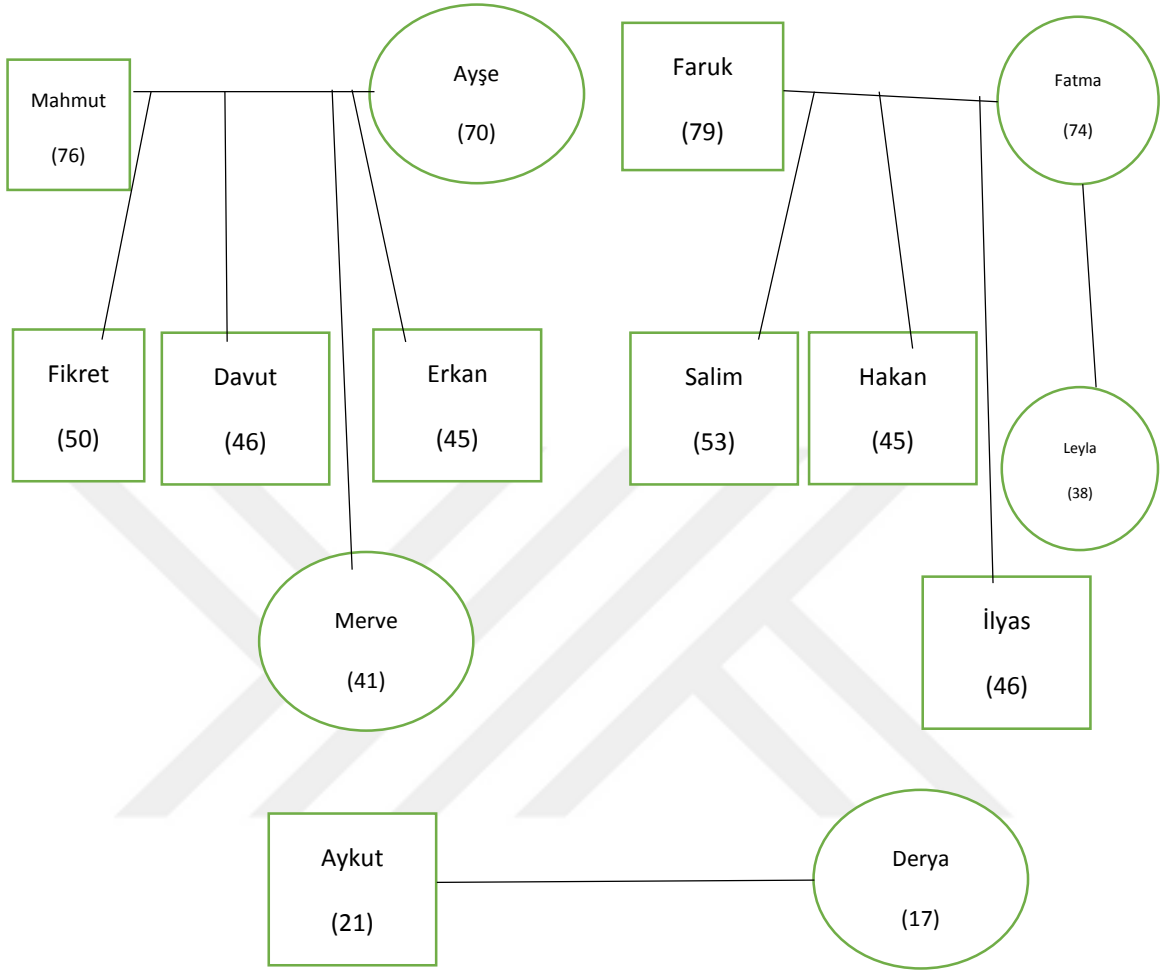 Mahmut
(76)
Ayşe
(70)
Faruk
(79)
Fatma
(74)
Fikret
(50)
Davut
(46)
Erkan
(45)
Salim
(53)
Hakan
(45)
Leyla
(38)
Merve
(41)
İlyas
(46)
Aykut
(21)
Derya
(17)